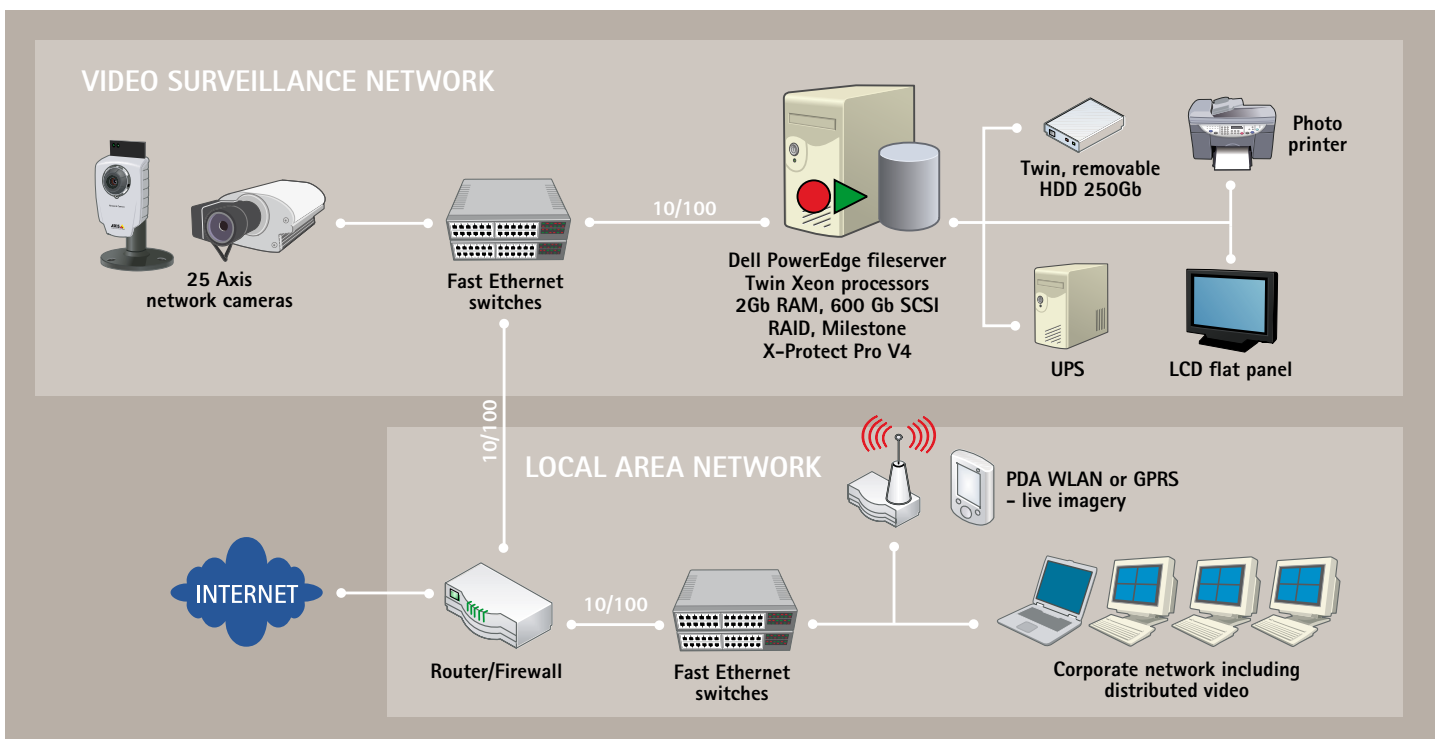 VIDEO SURVEILLANCE NETWORK
25 Axis
network cameras
Fast Ethernet
switches
10/100
Dell PowerEdge fileserver
Twin Xeon processors
2Gb RAM, 600 Gb SCSI
RAID, Milestone
X-Protect Pro V4
Twin, removable
HDD 250Gb
Photo
printer
UPS
LCD flat panel
10/100
LOCAL AREA NETWORK
PDA WLAN or GPRS
- live imagery
INTERNET
Router/Firewall
10/100
Fast Ethernet
switches
Corporate network including
distributed video